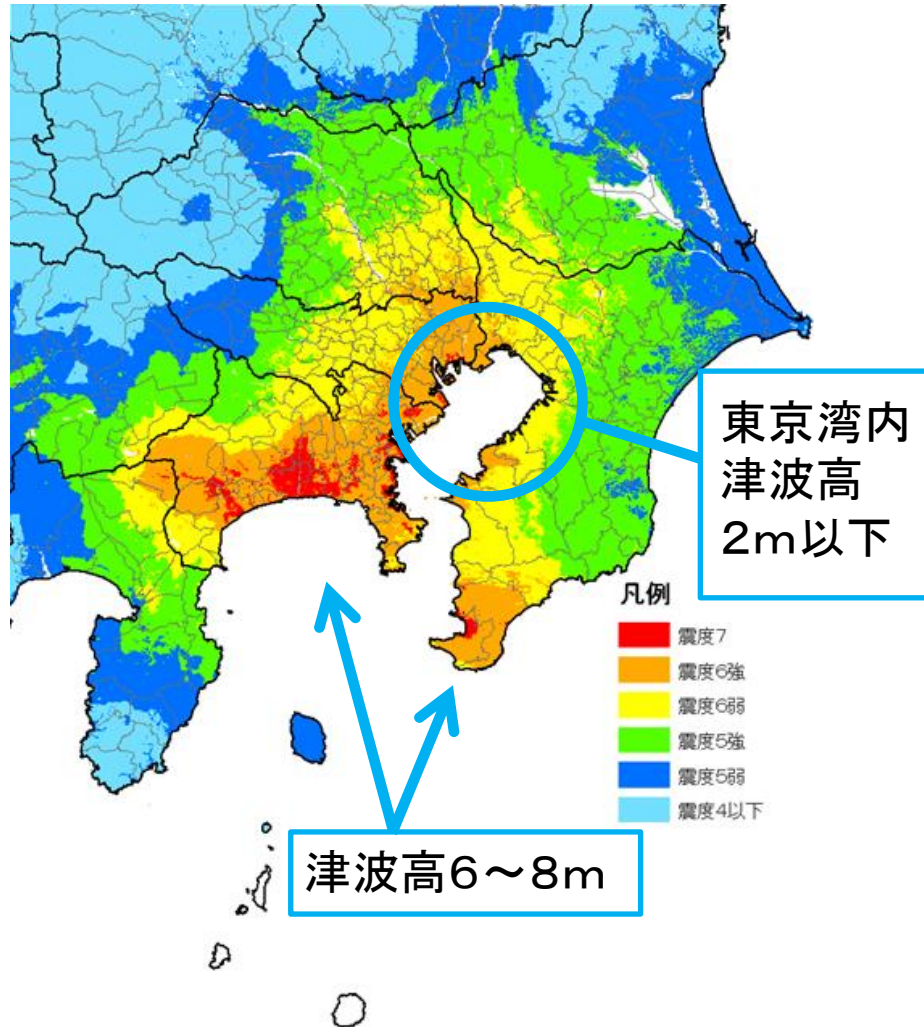 東京湾内
津波高
2m以下
凡例
震度7
震度6強
震度6弱
震度5強
震度5弱
震度4以下
津波高6～8m